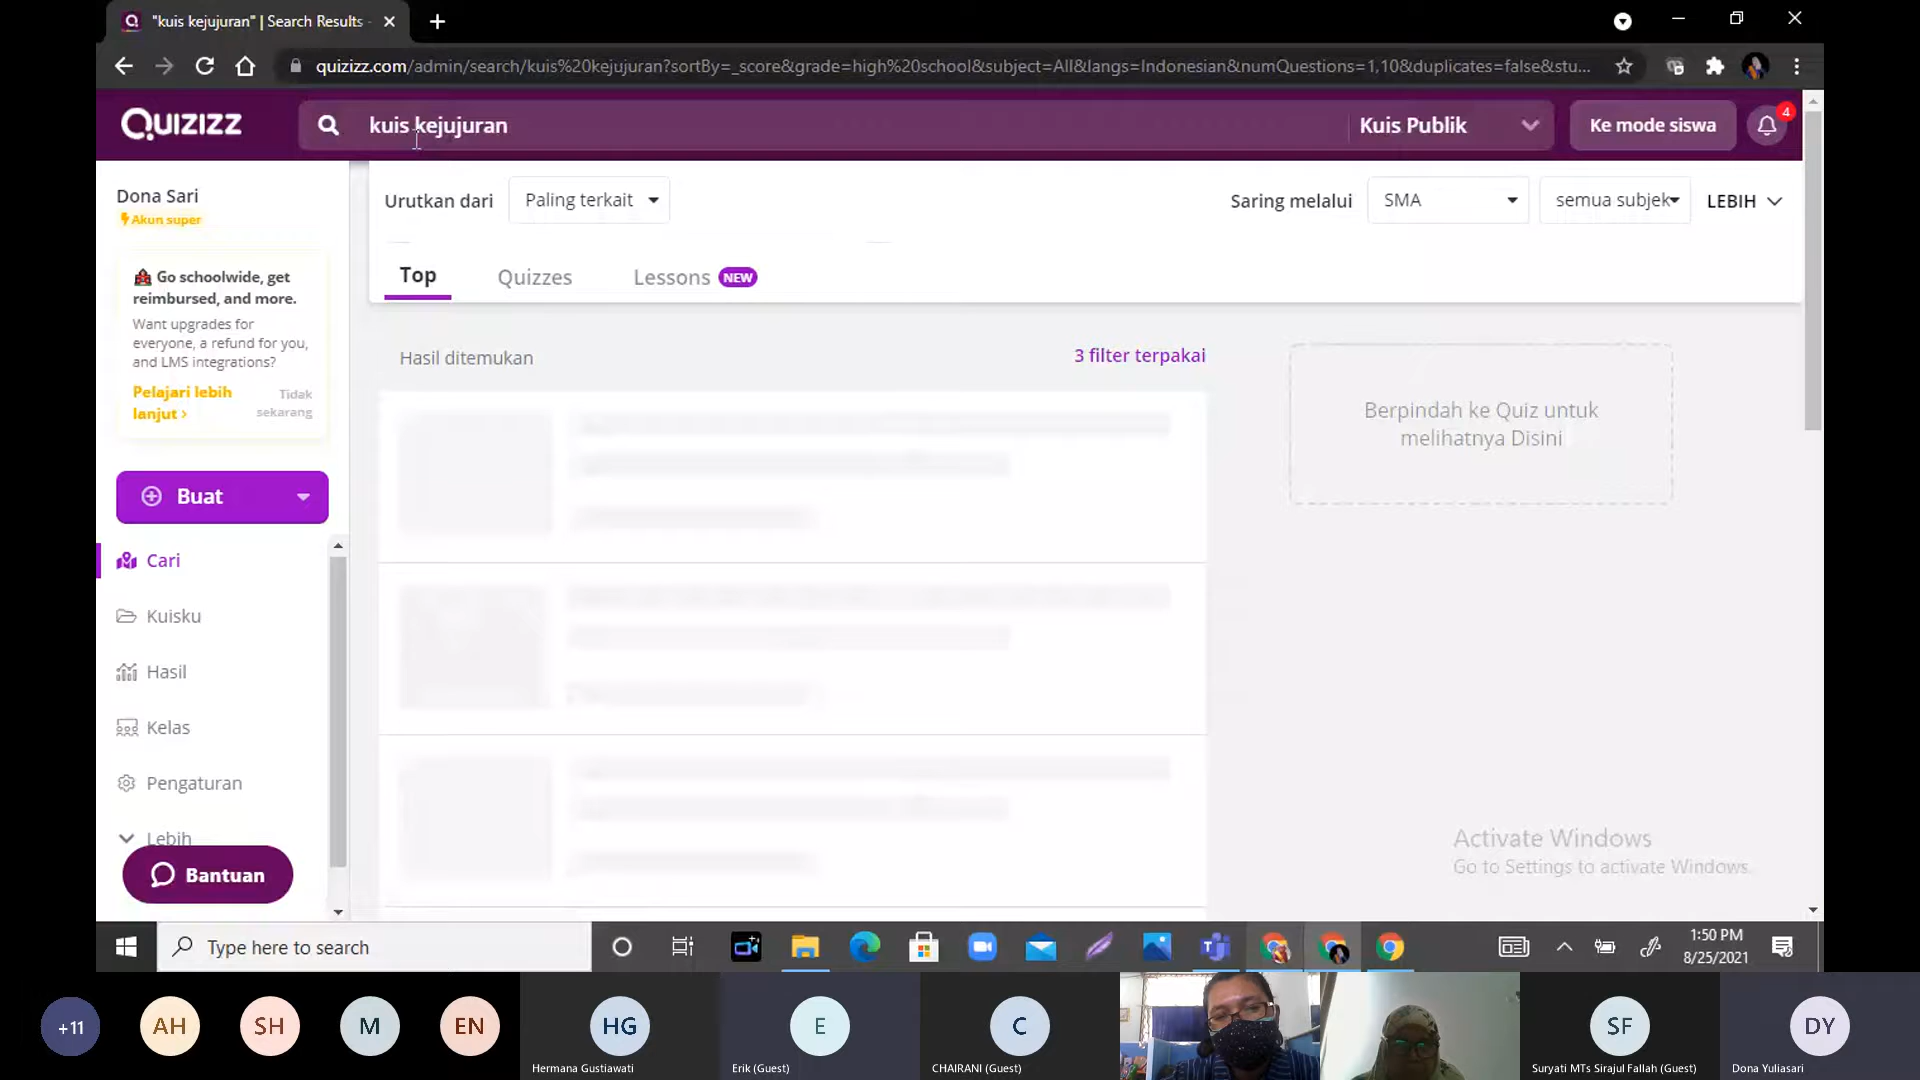 "kuis kejujuran" | Search Results -
quizizz.com/admin/search/kuis%20kejujuran?sortBy=_score&grade=high%20school&subject=All&langs=Indonesian&numQuestions=1,10&duplicates=false&stu...
QUIZIZZ
kuis kejujuran
Kuis Publik
Ke mode siswa
4
Dona Sari
Akun super
Urutkan dari
Paling terkait
Saring melalui
SMA
semua subjek
LEBIH
Go schoolwide, get
reimbursed, and more.
Want upgrades for
everyone, a refund for you,
and LMS integrations?
Pelajari lebih
lanjut ›
Tidak
sekarang
Top
Quizzes
Lessons NEW
Hasil ditemukan
3 filter terpakai
Berpindah ke Quiz untuk
melihatnya Disini
Buat
Cari
Kuisku
Hasil
Kelas
Pengaturan
Lebih
Bantuan
Activate Windows
Go to Settings to activate Windows.
Type here to search
1:50 PM
8/25/2021
+11
AH
SH
M
EN
HG
Hermana Gustiawati
E
Erik (Guest)
C
CHAIRANI (Guest)
SF
Suryati MTs Sirajul Fallah (Guest)
DY
Dona Yuliasari